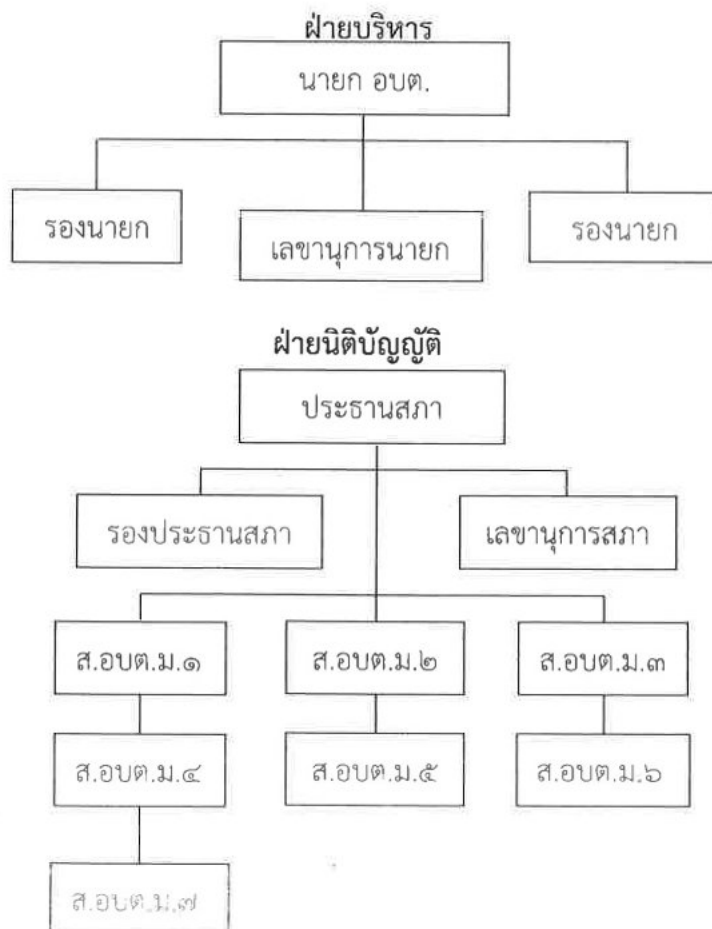 ฝ่ายบริหาร
นายก อบต.
รองนายก
เลขานุการนายก
รองนายก
ฝ่ายนิติบัญญัติ
ประธานสภา
รองประธานสภา
เลขานุการสภา
ส.อบต.ม.๑
ส.อบต.ม.๒
ส.อบต.ม.๓
ส.อบต.ม.๔
ส.อบต.ม.๕
ส.อบต.ม.๖
ส.อบต.ม.๗